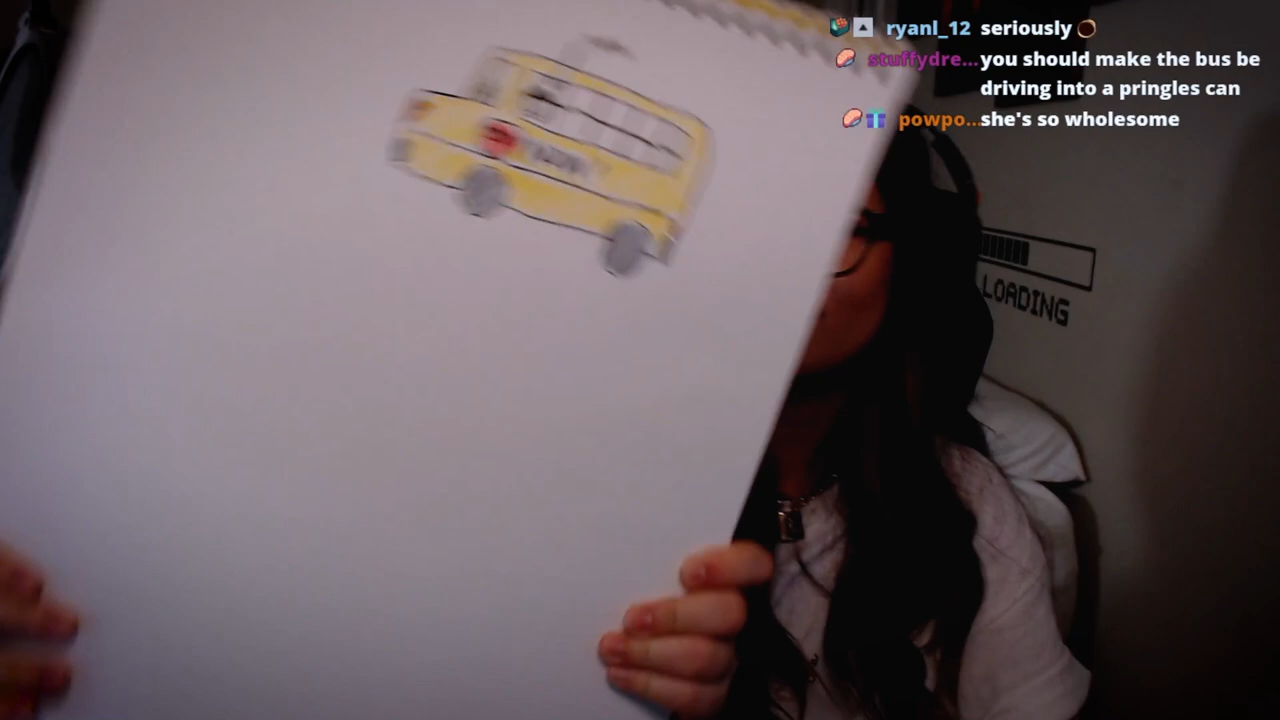 ryanl_12 seriously
stuffydre... you should make the bus be
driving into a pringles can
powpo... she's so wholesome
LOADING